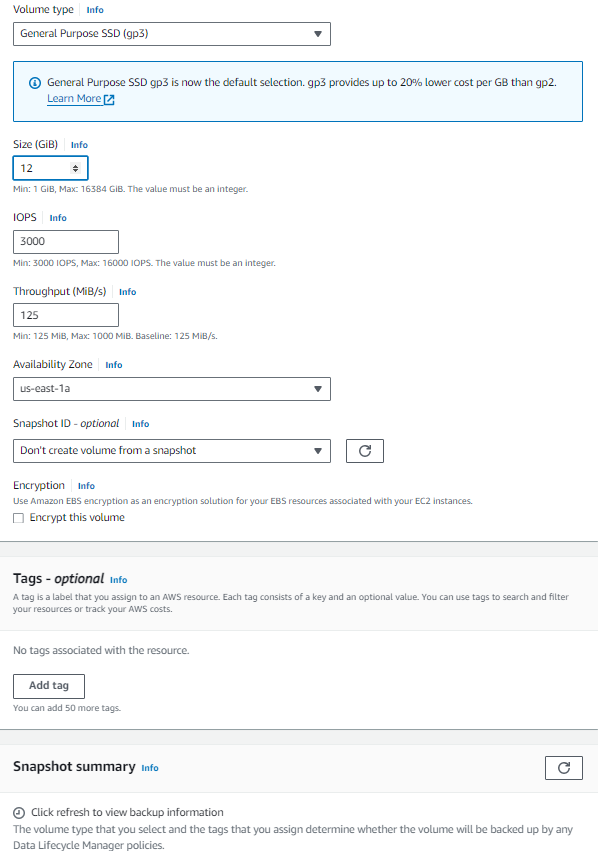 Volume type Info
General Purpose SSD (gp3)
General Purpose SSD gp3 is now the default selection. gp3 provides up to 20% lower cost per GB than gp2.
Learn More
Size (GiB) Info
12
Min: 1 GiB, Max: 16384 GiB. The value must be an integer.
IOPS Info
3000
Min: 3000 IOPS, Max: 16000 IOPS. The value must be an integer.
Throughput (MiB/s) Info
125
Min: 125 MiB, Max: 1000 MiB. Baseline: 125 MiB/s.
Availability Zone Info
us-east-1a
Snapshot ID - optional Info
Don't create volume from a snapshot
Encryption Info
Use Amazon EBS encryption as an encryption solution for your EBS resources associated with your EC2 instances.
Encrypt this volume
Tags - optional Info
A tag is a label that you assign to an AWS resource. Each tag consists of a key and an optional value. You can use tags to search and filter
your resources or track your AWS costs.
No tags associated with the resource.
Add tag
You can add 50 more tags.
Snapshot summary Info
Click refresh to view backup information
The volume type that you select and the tags that you assign determine whether the volume will be backed up by any
Data Lifecycle Manager policies.